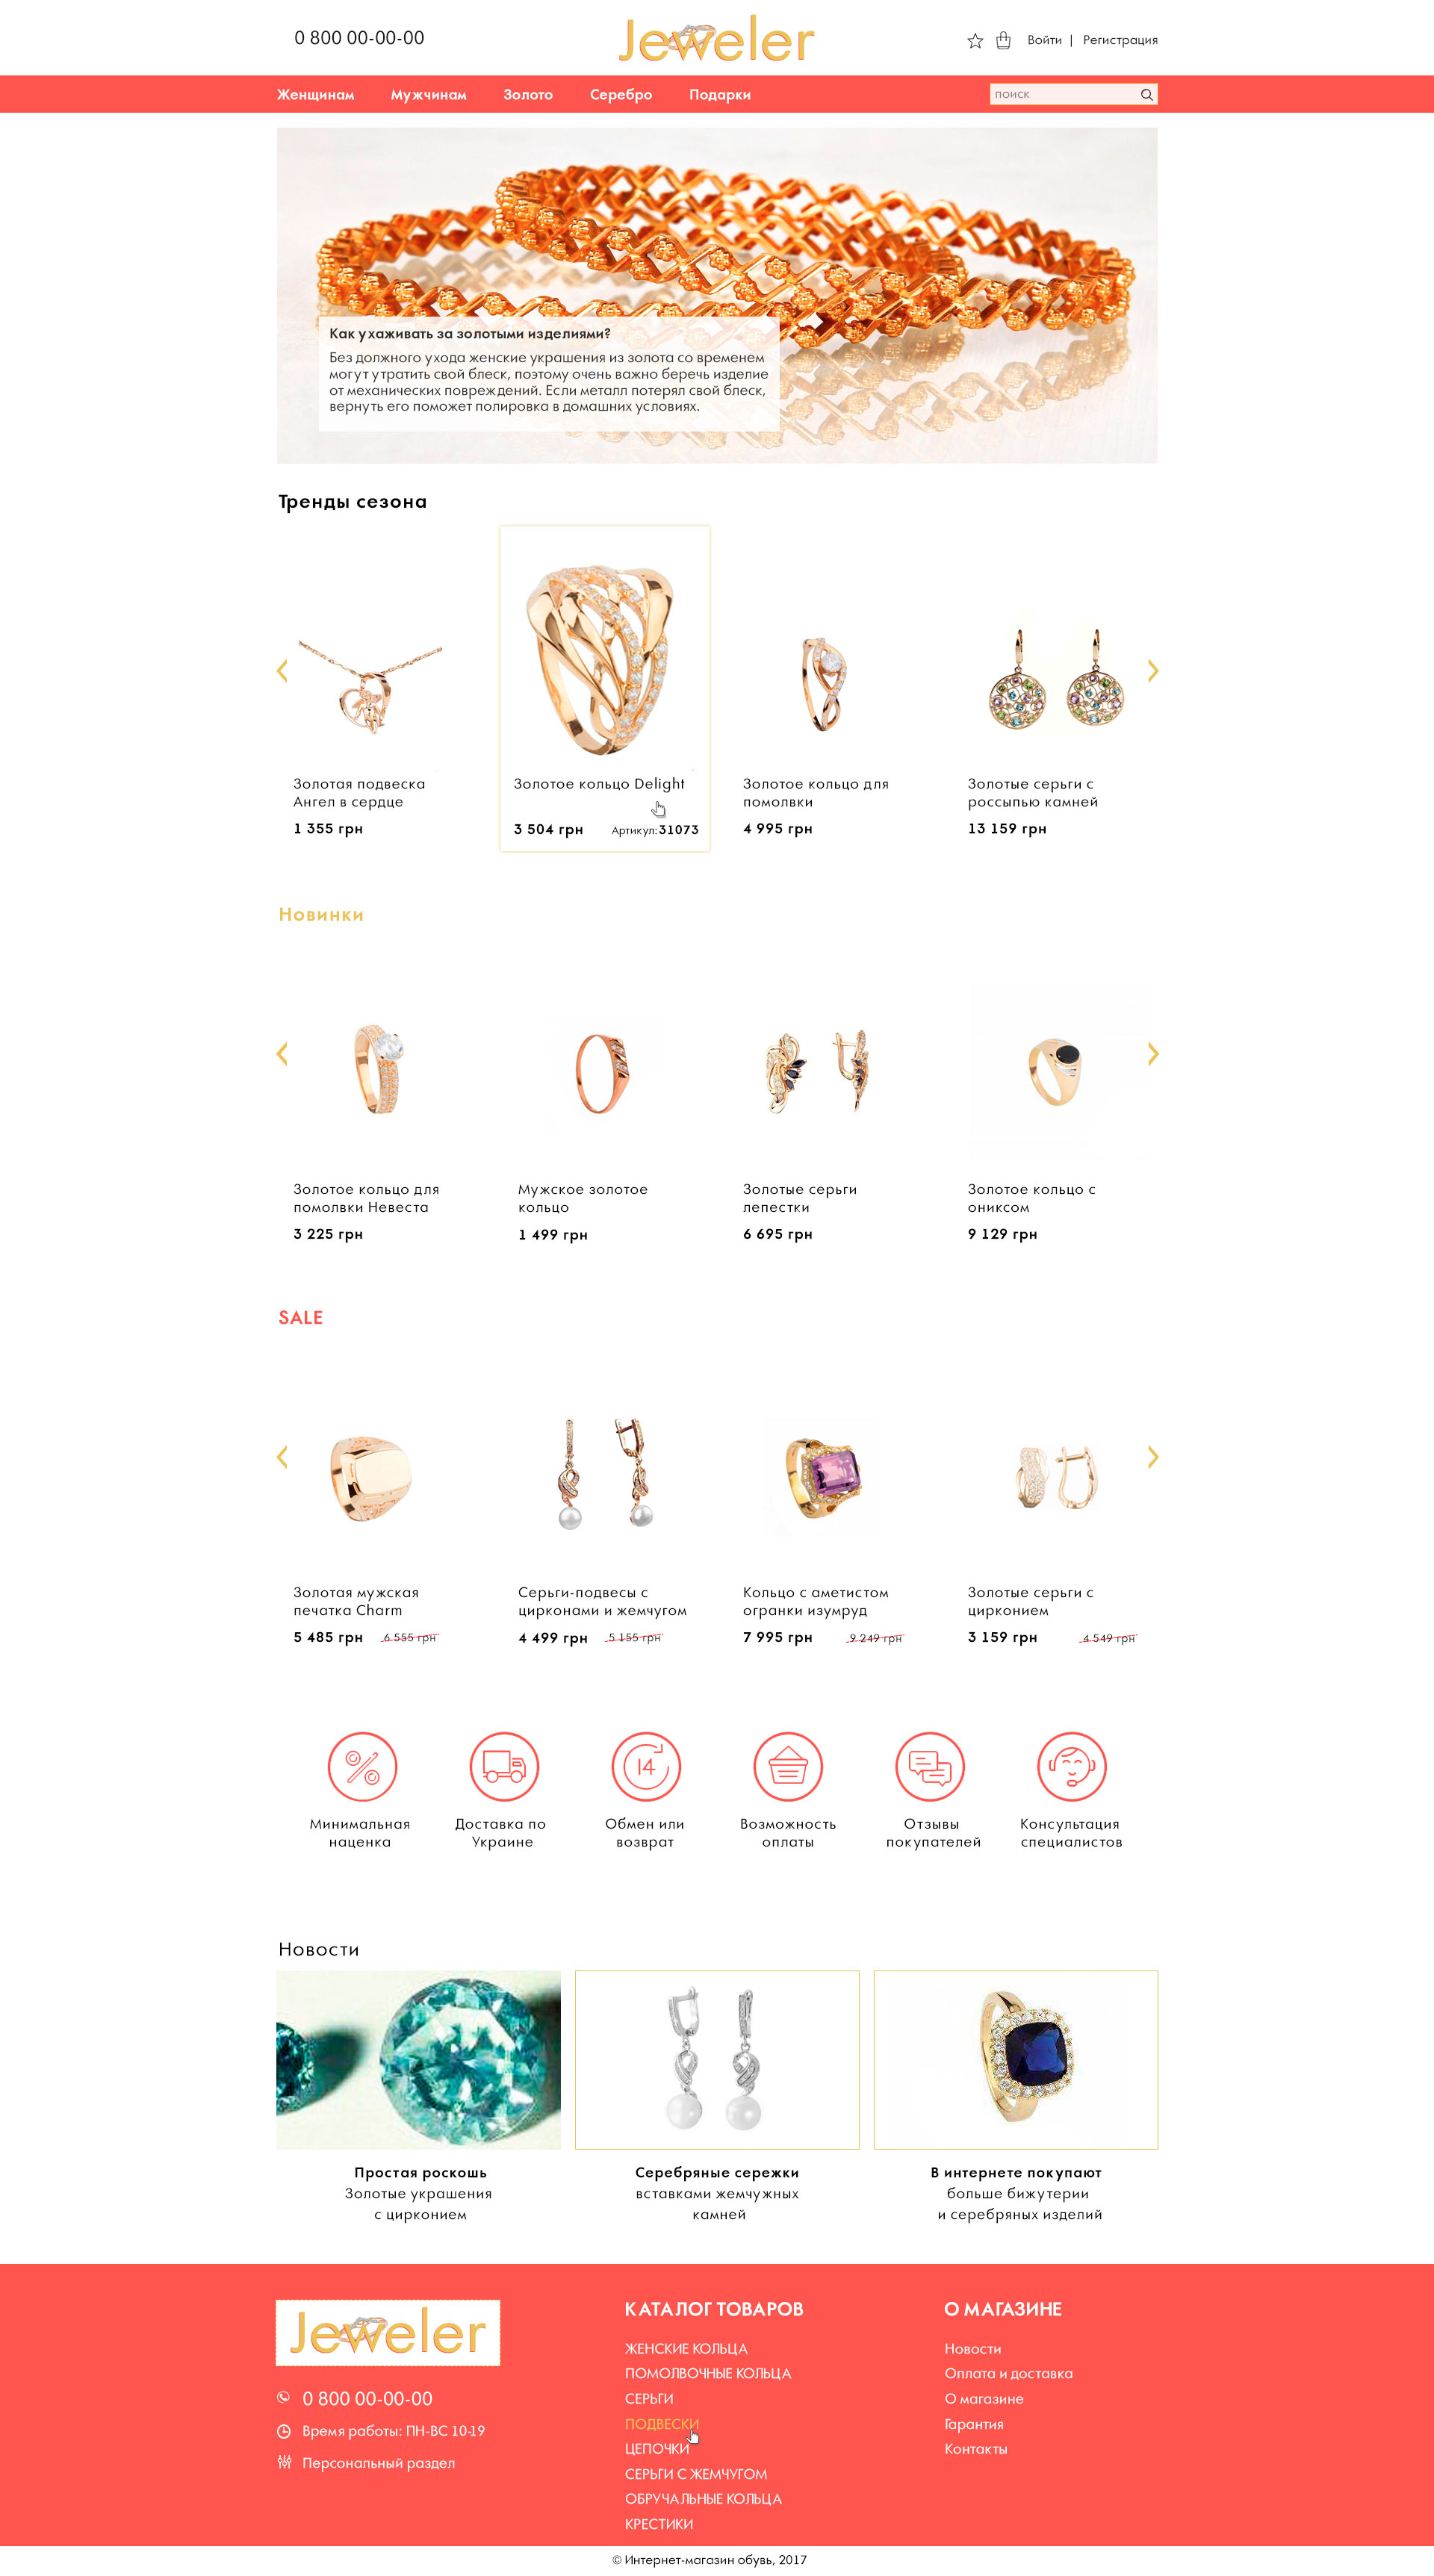 0 800 00-00-00
Jeweler
Войти | Регистрация
Женщинам Мужчинам Золото Серебро Подарки
поиск
Как ухаживать за золотыми изделиями?
Без должного ухода женские украшения из золота со временем
могут утратить свой блеск, поэтому очень важно беречь изделие
от механических повреждений. Если металл потерял свой блеск,
вернуть его поможет полировка в домашних условиях.
Тренды сезона
Золотая подвеска
Ангел в сердце
1 355 грн
Золотое кольцо Delight
3 504 грн Артикул: 31073
Золотое кольцо для
помолвки
4 995 грн
Золотые серьги с
россыпью камней
13 159 грн
Новинки
Золотое кольцо для
помолвки Невеста
3 225 грн
Мужское золотое
кольцо
1 499 грн
Золотые серьги
лепестки
6 695 грн
Золотое кольцо с
ониксом
9 129 грн
SALE
Золотая мужская
печатка Charm
5 485 грн 6 555 грн
Серьги-подвесы с
цирконами и жемчугом
4 499 грн 5 155 грн
Кольцо с аметистом
огранки изумруд
7 995 грн 9 249 грн
Золотые серьги с
цирконием
3 159 грн 4 549 грн
14
Минимальная
наценка
Доставка по
Украине
Обмен или
возврат
Возможность
оплаты
Отзывы
покупателей
Консультация
специалистов
Новости
Простая роскошь
Золотые украшения
с цирконием
Серебряные сережки
вставками жемчужных
камней
В интернете покупают
больше бижутерии
и серебряных изделий
Jeweler
0 800 00-00-00
Время работы: ПН-ВС 10-19
Персональный раздел
КАТАЛОГ ТОВАРОВ
ЖЕНСКИЕ КОЛЬЦА
ПОМОЛВОЧНЫЕ КОЛЬЦА
СЕРЬГИ
ПОДВЕСКИ
ЦЕПОЧКИ
СЕРЬГИ С ЖЕМЧУГОМ
ОБРУЧАЛЬНЫЕ КОЛЬЦА
КРЕСТИКИ
О МАГАЗИНЕ
Новости
Оплата и доставка
О магазине
Гарантия
Контакты
© Интернет-магазин обувь, 2017